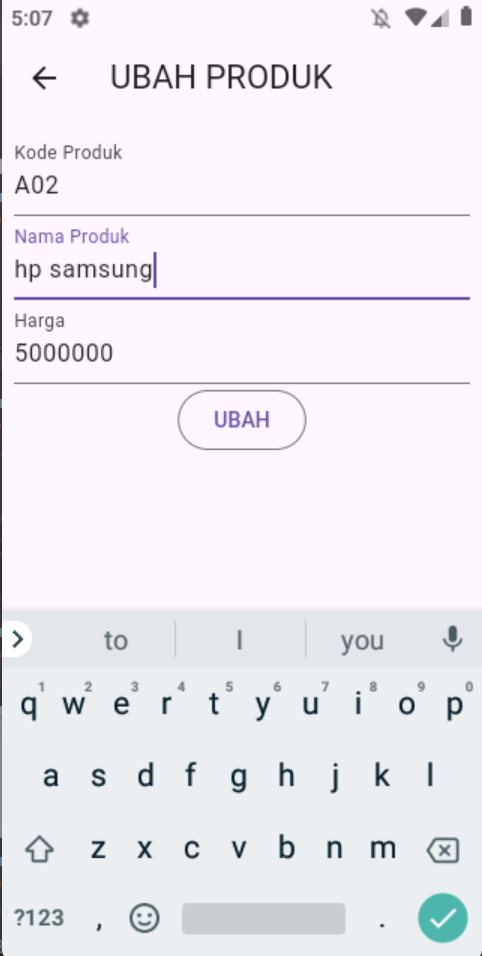 5:07
UBAH PRODUK
Kode Produk
A02
Nama Produk
hp samsung
Harga
5000000
UBAH
to I you
1 2 3 4 5 6 7 8 9 0
q w e r t y u i o p
a s d f g h j k l
z x c v b n m
?123 , .